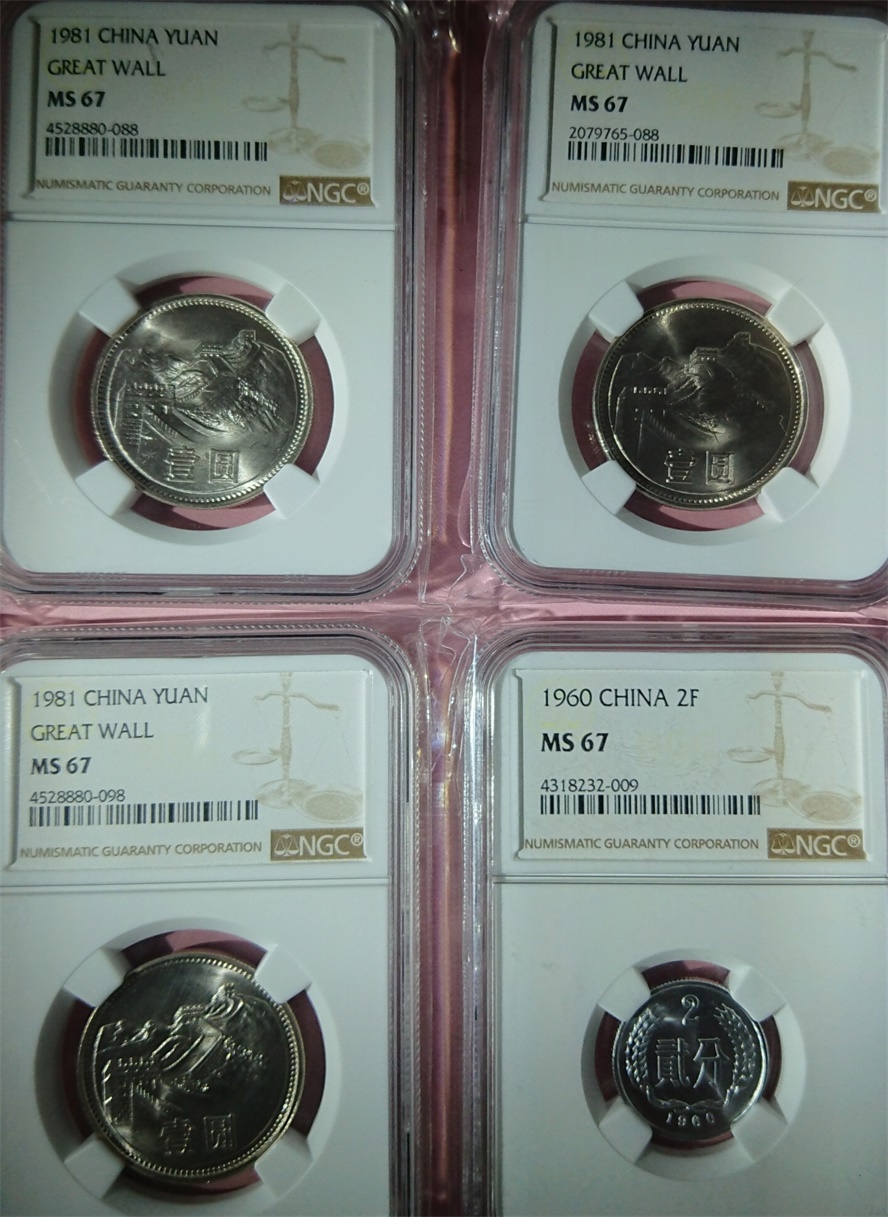 1981 CHINA YUAN
GREAT WALL
MS 67
4528880-088
NUMISMATIC GUARANTY CORPORATION NGC®
壹圆
1981 CHINA YUAN
GREAT WALL
MS 67
2079765-088
NUMISMATIC GUARANTY CORPORATION NGC®
壹圆
1981 CHINA YUAN
GREAT WALL
MS 67
4528880-098
NUMISMATIC GUARANTY CORPORATION NGC®
壹圆
1960 CHINA 2F
MS 67
4318232-009
NUMISMATIC GUARANTY CORPORATION NGC®
2
貳分
1960